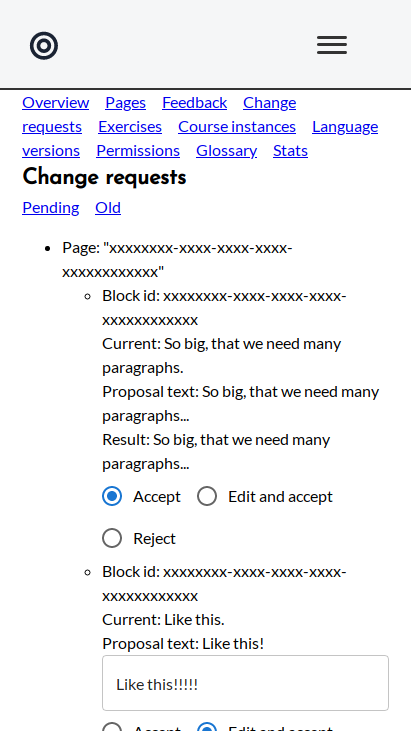 Overview Pages Feedback Change
requests Exercises Course instances Language
versions Permissions Glossary Stats
Change requests
Pending Old
Page: "xxxxxxxx-xxxx-xxxx-xxxx-
xxxxxxxxxxxx"
Block id: xxxxxxxx-xxxx-xxxx-xxxx-
xxxxxxxxxxxx
Current: So big, that we need many
paragraphs.
Proposal text: So big, that we need many
paragraphs...
Result: So big, that we need many
paragraphs...
Accept Edit and accept
Reject
Block id: xxxxxxxx-xxxx-xxxx-xxxx-
xxxxxxxxxxxx
Current: Like this.
Proposal text: Like this!
Like this!!!!!
Accept Edit and accept